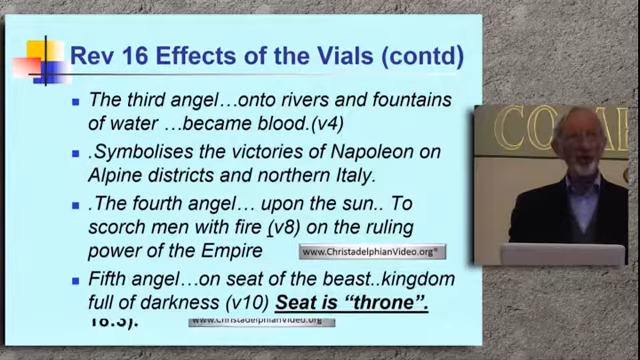 Rev 16 Effects of the Vials (contd)
The third angel…onto rivers and fountains
of water …became blood.(v4)
.Symbolises the victories of Napoleon on
Alpine districts and northern Italy.
.The fourth angel… upon the sun.. To
scorch men with fire (v8) on the ruling
power of the Empire
www.ChristadelphianVideo.org®
Fifth angel…on seat of the beast..kingdom
full of darkness (v10) Seat is “throne”.
www.ChristadelphianVideo.org